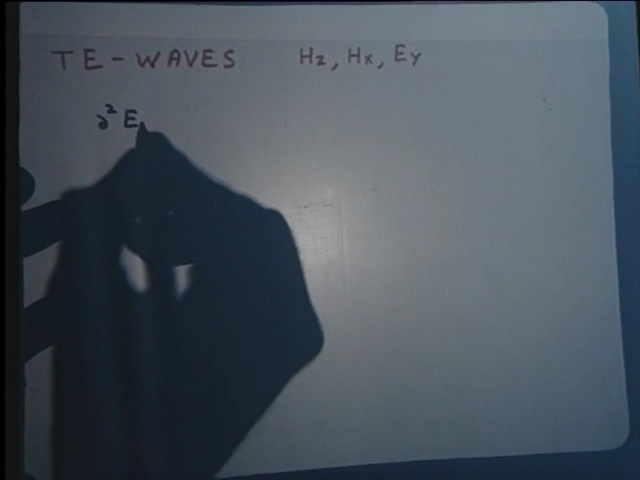 TE - WAVES Hz, Hx, Ey
∂²E